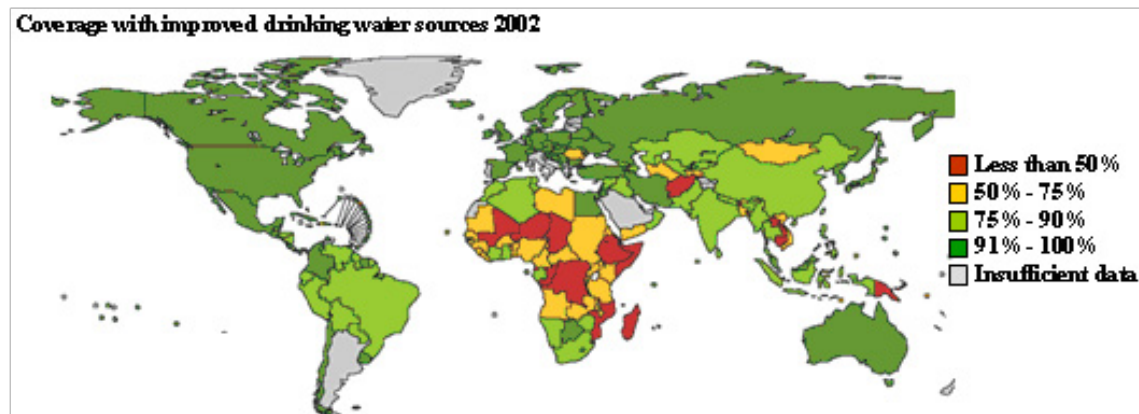 Coverage with improved drinking water sources 2002
Less than 50%
50% - 75%
75% - 90%
91% - 100%
Insufficient data